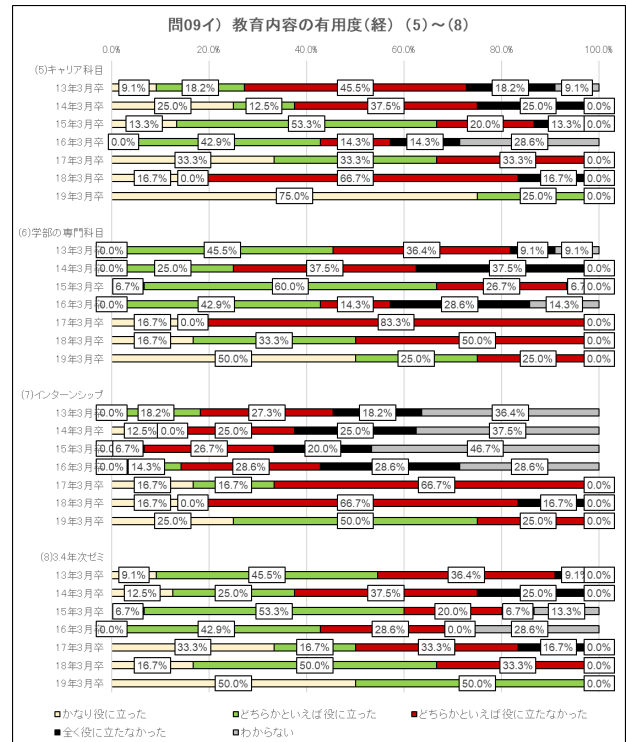 問09イ) 教育内容の有用度(経) (5)~(8)
0.0% 20.0% 40.0% 60.0% 80.0% 100.0%
(5)キャリア科目
13年3月卒 9.1% 18.2% 45.5% 18.2% 9.1%
14年3月卒 25.0% 12.5% 37.5% 25.0% 0.0%
15年3月卒 13.3% 53.3% 20.0% 13.3% 0.0%
16年3月卒 0.0% 42.9% 14.3% 14.3% 28.6%
17年3月卒 33.3% 33.3% 33.3% 0.0%
18年3月卒 16.7% 0.0% 66.7% 16.7% 0.0%
19年3月卒 75.0% 25.0% 0.0%
(6)学部の専門科目
13年3月卒 0.0% 45.5% 36.4% 9.1% 9.1%
14年3月卒 0.0% 25.0% 37.5% 37.5% 0.0%
15年3月卒 6.7% 60.0% 26.7% 6.7 0.0%
16年3月卒 0.0% 42.9% 14.3% 28.6% 14.3%
17年3月卒 16.7% 0.0% 83.3% 0.0%
18年3月卒 16.7% 33.3% 50.0% 0.0%
19年3月卒 50.0% 25.0% 25.0% 0.0%
(7)インターンシップ
13年3月卒 0.0% 18.2% 27.3% 18.2% 36.4%
14年3月卒 12.5% 0.0% 25.0% 25.0% 37.5%
15年3月卒 0.0 6.7% 26.7% 20.0% 46.7%
16年3月卒 0.0% 14.3% 28.6% 28.6% 28.6%
17年3月卒 16.7% 16.7% 66.7% 0.0%
18年3月卒 16.7% 0.0% 66.7% 16.7% 0.0%
19年3月卒 25.0% 50.0% 25.0% 0.0%
(8)3.4年次ゼミ
13年3月卒 9.1% 45.5% 36.4% 9.1% 0.0%
14年3月卒 12.5% 25.0% 37.5% 25.0% 0.0%
15年3月卒 6.7% 53.3% 20.0% 6.7% 13.3%
16年3月卒 0.0% 42.9% 28.6% 0.0% 28.6%
17年3月卒 33.3% 16.7% 33.3% 16.7% 0.0%
18年3月卒 16.7% 50.0% 33.3% 0.0%
19年3月卒 50.0% 50.0% 0.0%
かなり役に立った どちらかといえば役に立った どちらかといえば役に立たなかった
全く役に立たなかった わからない